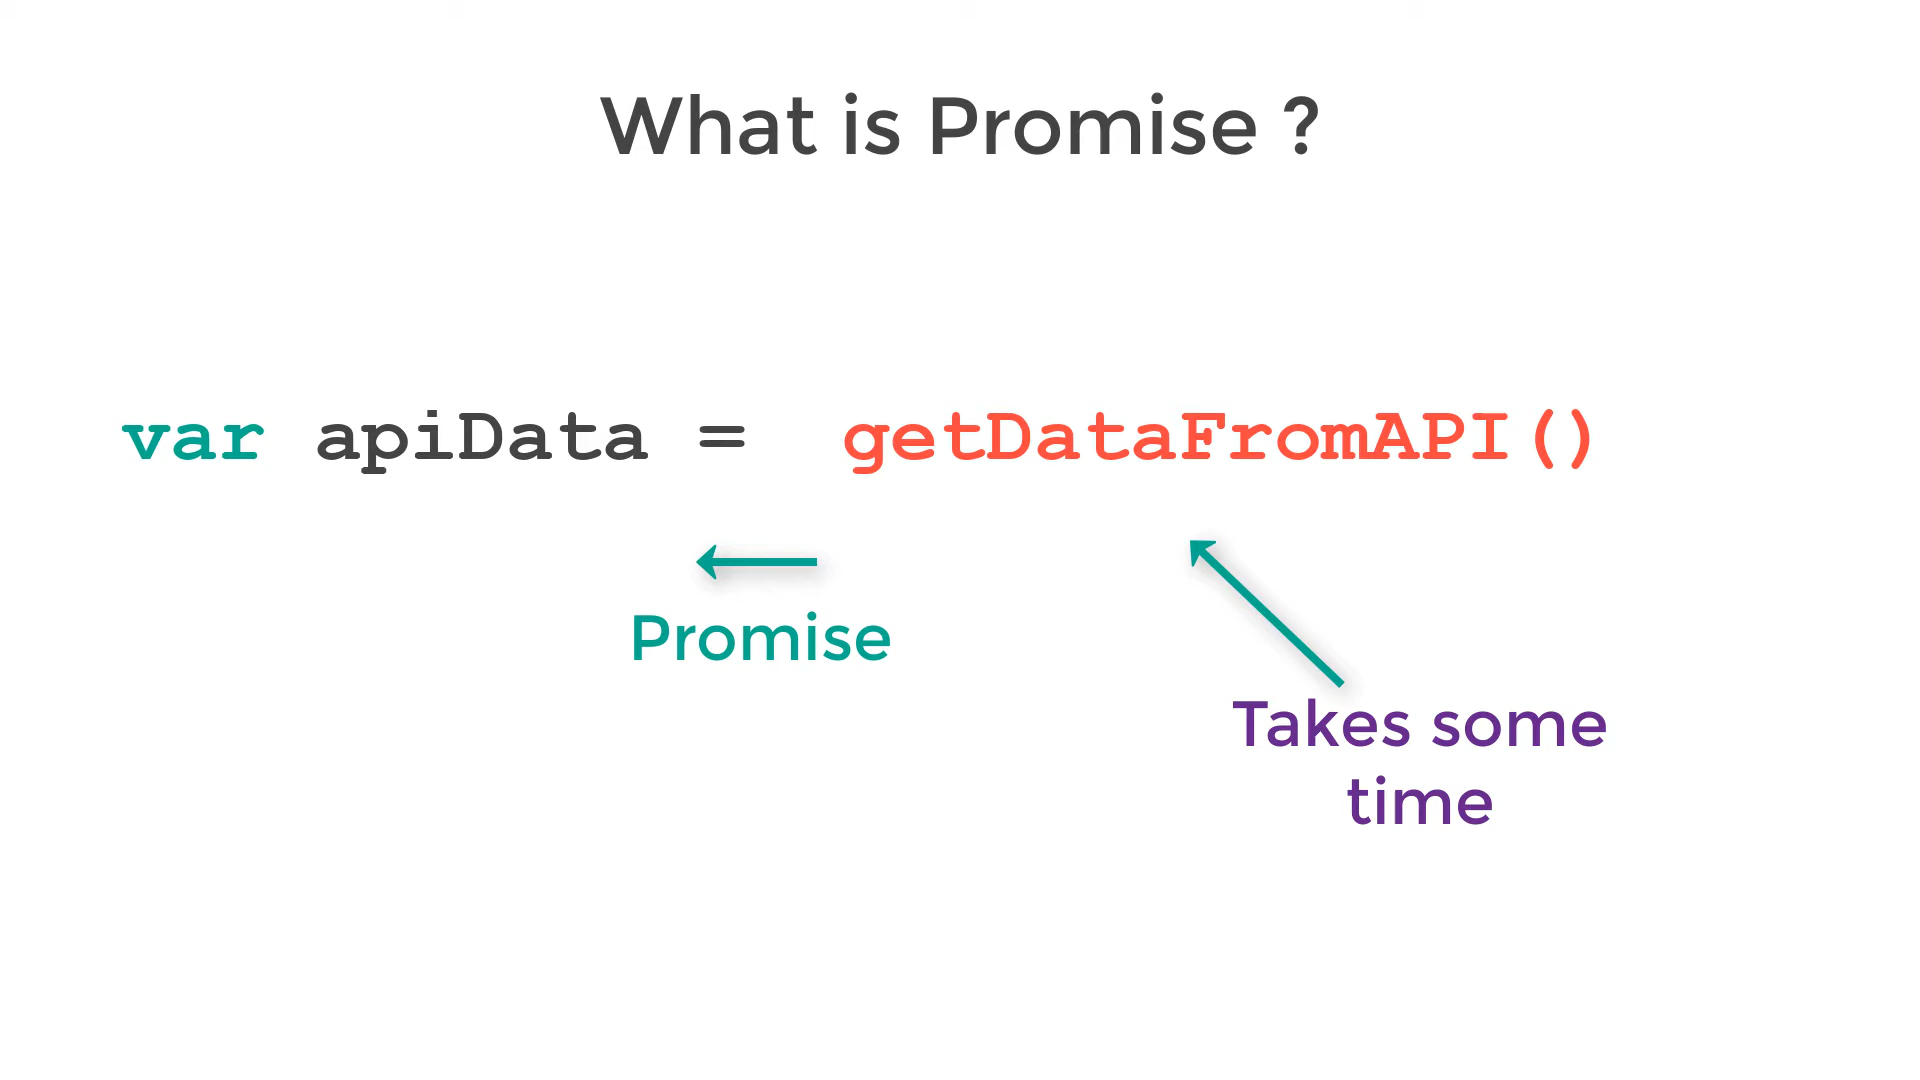 What is Promise ?
var apiData = getDataFromAPI()
Promise
Takes some
time